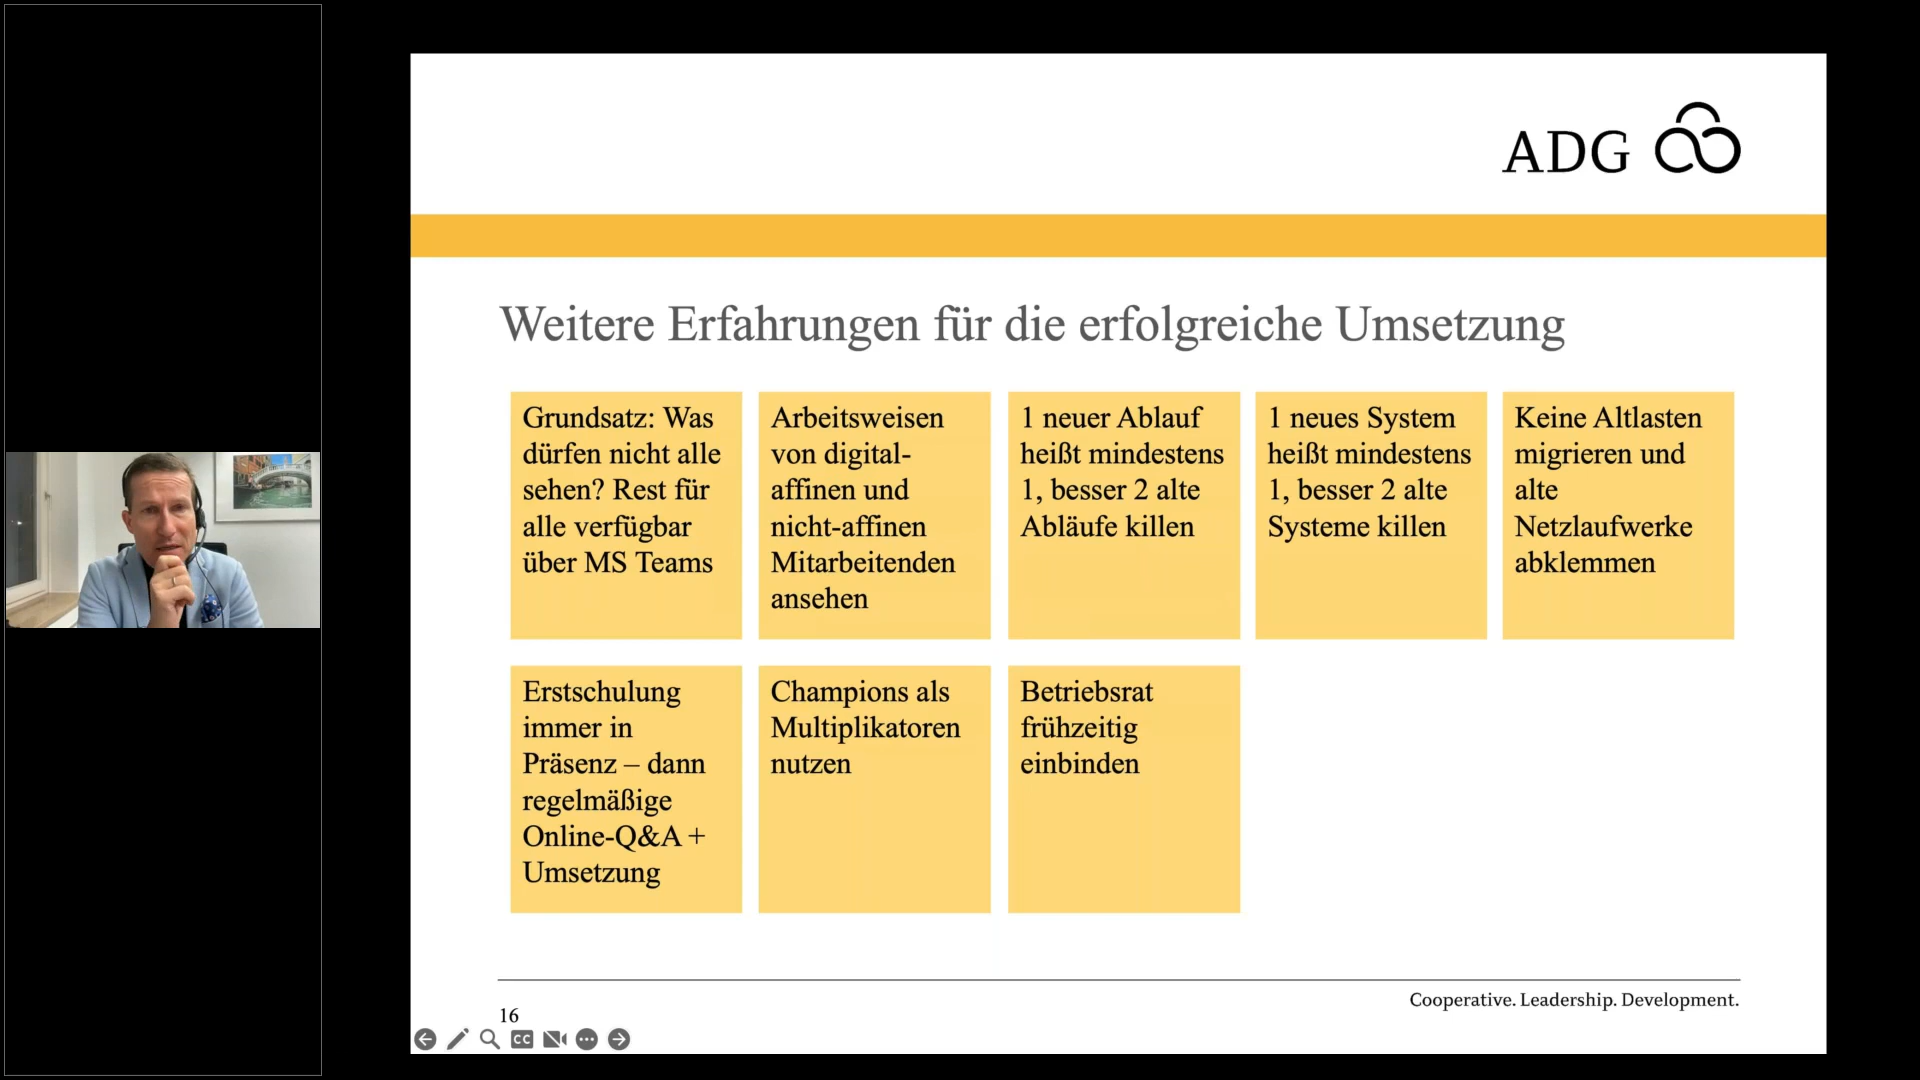 ADG
Weitere Erfahrungen für die erfolgreiche Umsetzung
Grundsatz: Was
dürfen nicht alle
sehen? Rest für
alle verfügbar
über MS Teams
Arbeitsweisen
von digital-
affinen und
nicht-affinen
Mitarbeitenden
ansehen
1 neuer Ablauf
heißt mindestens
1, besser 2 alte
Abläufe killen
1 neues System
heißt mindestens
1, besser 2 alte
Systeme killen
Keine Altlasten
migrieren und
alte
Netzlaufwerke
abklemmen
Erstschulung
immer in
Präsenz – dann
regelmäßige
Online-Q&A +
Umsetzung
Champions als
Multiplikatoren
nutzen
Betriebsrat
frühzeitig
einbinden
Cooperative. Leadership. Development.
16
CC